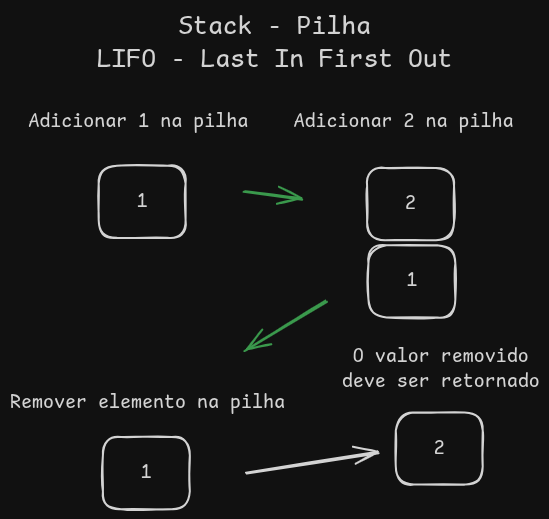 Stack - Pilha
LIFO - Last In First Out
Adicionar 1 na pilha
Adicionar 2 na pilha
1
2
1
O valor removido
deve ser retornado
Remover elemento na pilha
1
2